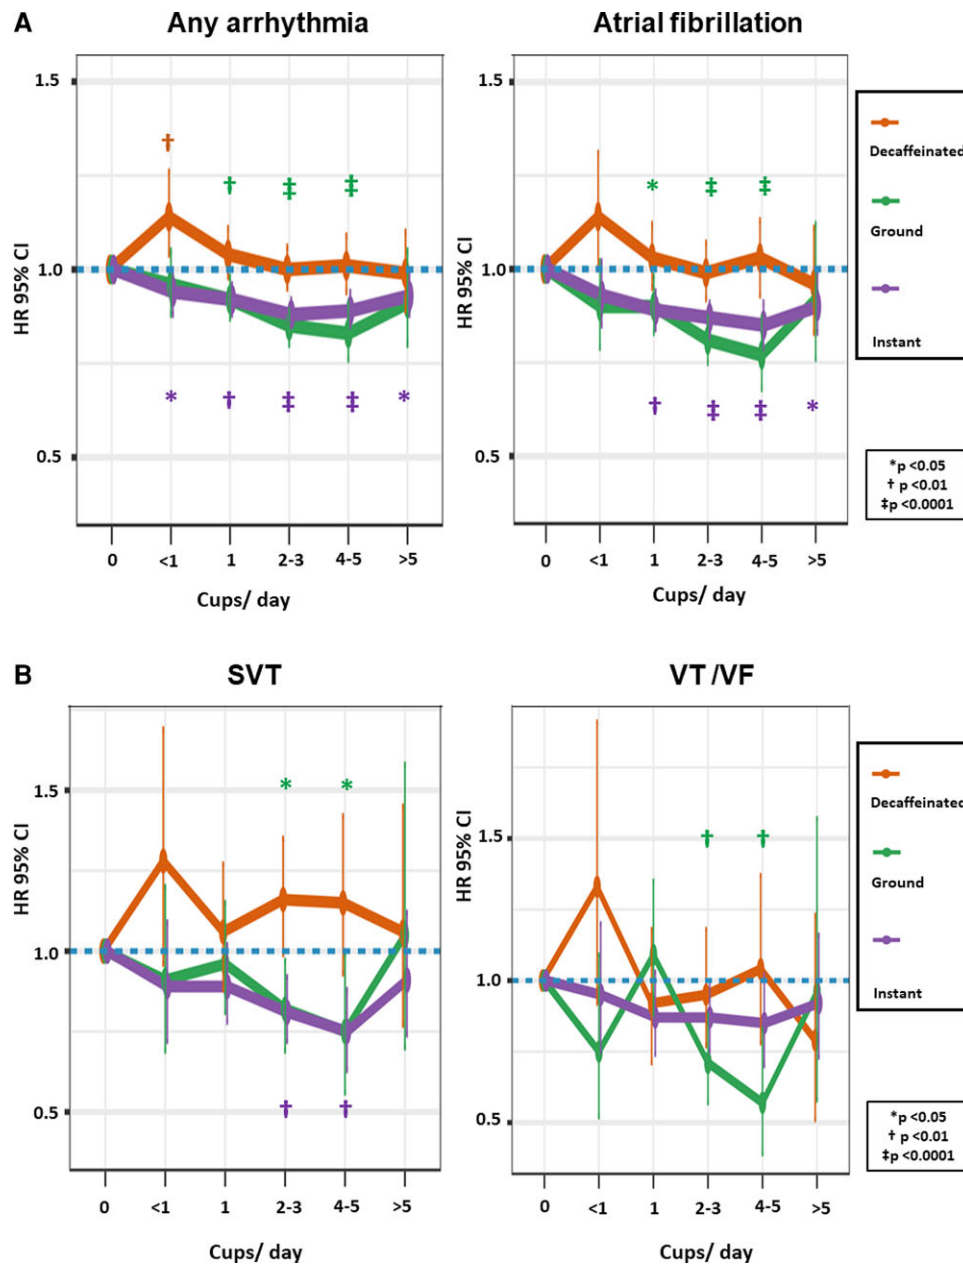 A
Any arrhythmia
Atrial fibrillation
HR 95% CI
1.5
1.0
0.5
† 
† ‡ ‡
* † ‡ ‡ *
0 <1 1 2-3 4-5 >5
Cups/ day
HR 95% CI
1.5
1.0
0.5
* ‡ ‡
† ‡ ‡ *
0 <1 1 2-3 4-5 >5
Cups/ day
Decaffeinated
Ground
Instant
*p <0.05
† p <0.01
‡p <0.0001
B
SVT
VT /VF
HR 95% CI
1.5
1.0
0.5
* *
† †
0 <1 1 2-3 4-5 >5
Cups/ day
HR 95% CI
1.5
1.0
0.5
† †
0 <1 1 2-3 4-5 >5
Cups/ day
Decaffeinated
Ground
Instant
*p <0.05
† p <0.01
‡p <0.0001